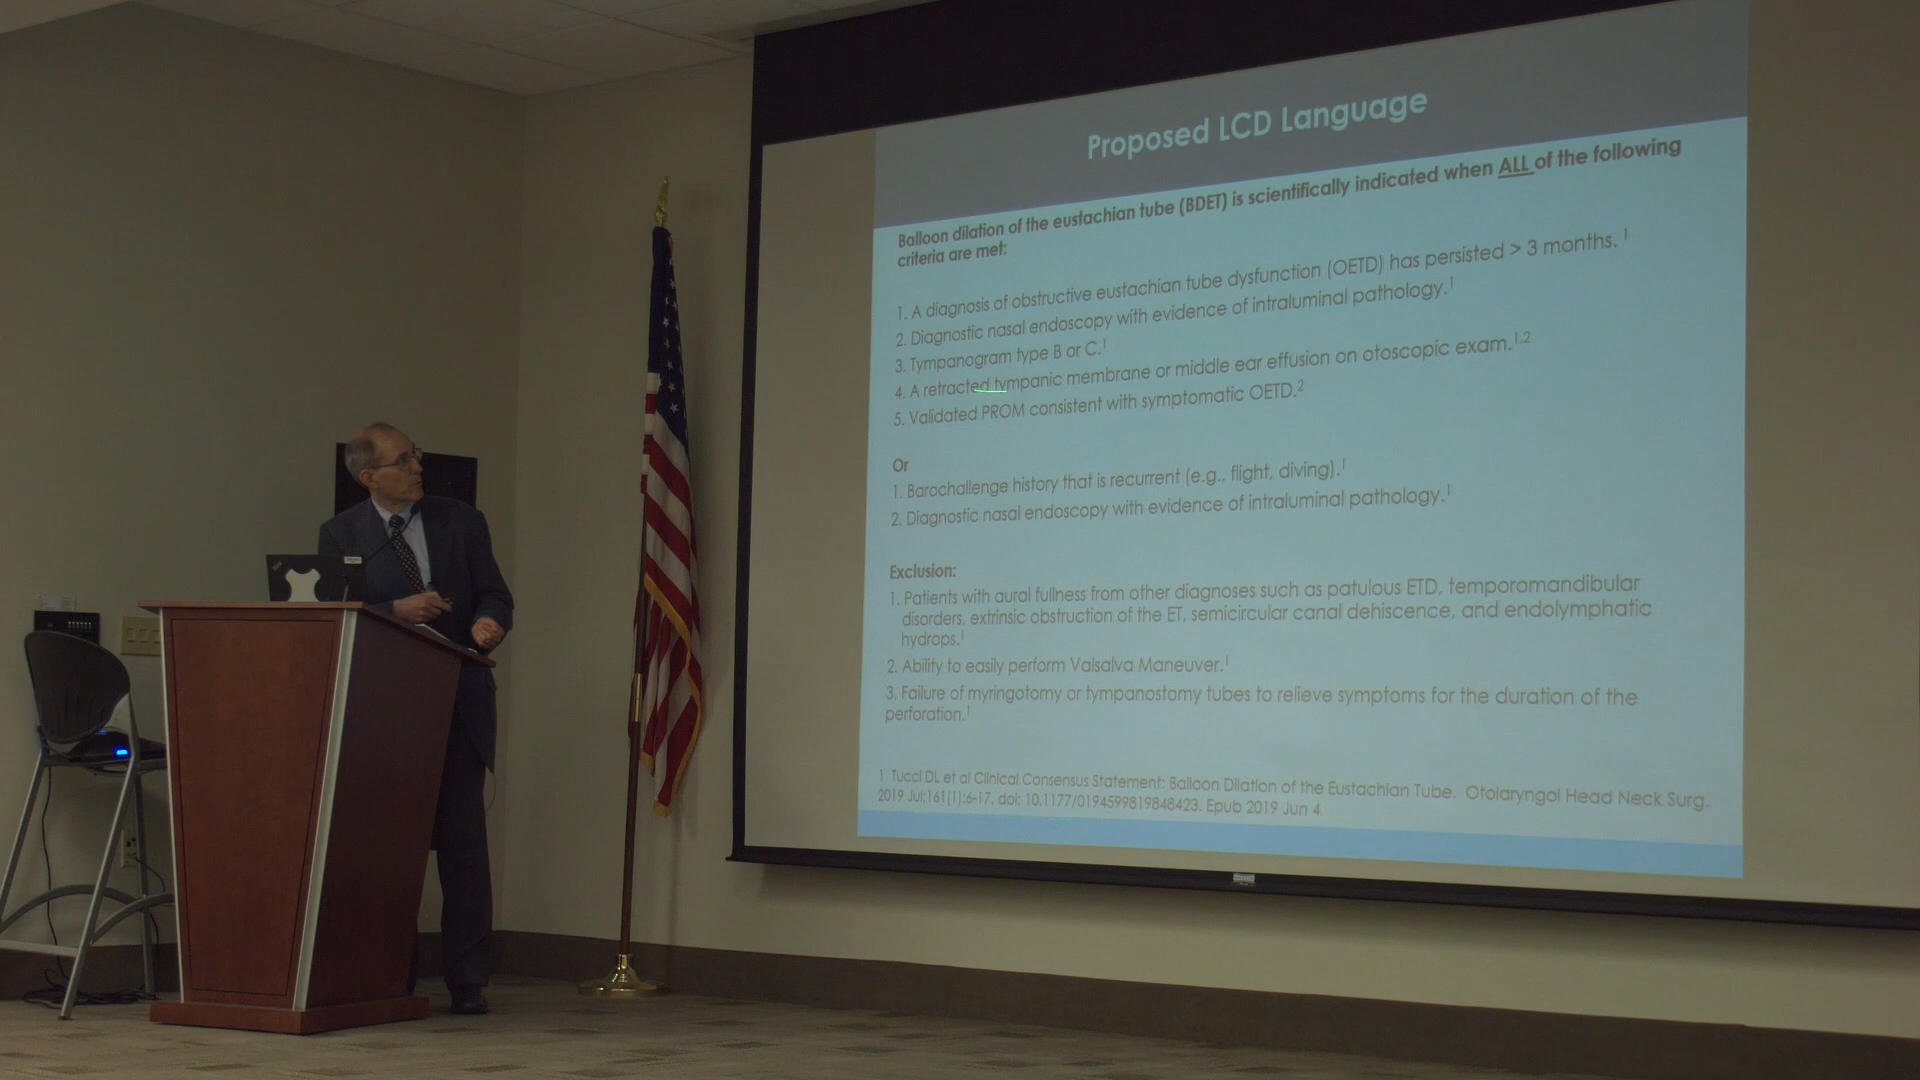 Proposed LCD Language
Balloon dilation of the eustachian tube (BDET) is scientifically indicated when ALL of the following
criteria are met:
1. A diagnosis of obstructive eustachian tube dysfunction (OETD) has persisted > 3 months. 1
2. Diagnostic nasal endoscopy with evidence of intraluminal pathology.1
3. Tympanogram type B or C.1
4. A retracted tympanic membrane or middle ear effusion on otoscopic exam.1,2
5. Validated PROM consistent with symptomatic OETD.2
Or
1. Barochallenge history that is recurrent (e.g., flight, diving).1
2. Diagnostic nasal endoscopy with evidence of intraluminal pathology.1
Exclusion:
1. Patients with aural fullness from other diagnoses such as patulous ETD, temporomandibular
disorders, extrinsic obstruction of the ET, semicircular canal dehiscence, and endolymphatic
hydrops.1
2. Ability to easily perform Valsalva Maneuver.1
3. Failure of myringotomy or tympanostomy tubes to relieve symptoms for the duration of the
perforation.1
1 Tucci DL et al Clinical Consensus Statement: Balloon Dilation of the Eustachian Tube. Otolaryngol Head Neck Surg.
2019 Jul;161(1):6-17. doi: 10.1177/0194599819848423. Epub 2019 Jun 4.